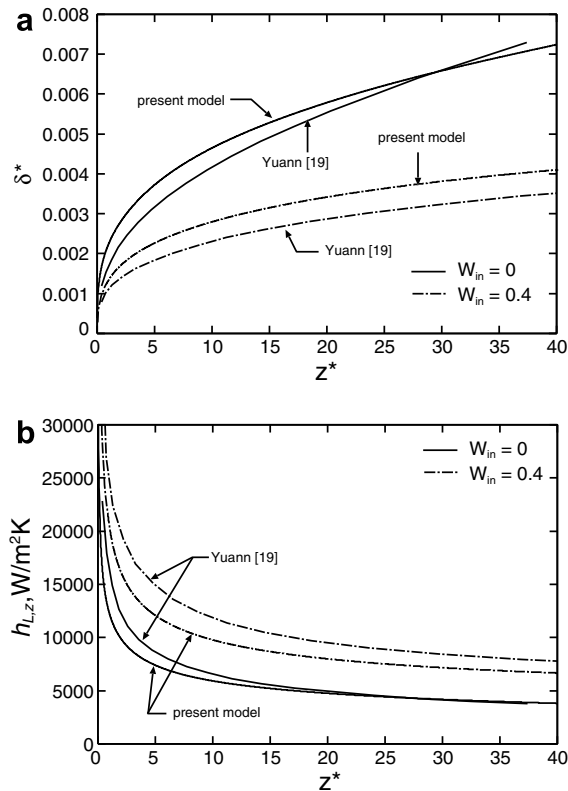 a
0.008
0.007
0.006
0.005
0.004
0.003
0.002
0.001
0
δ*
present model
Yuann [19]
present model
Yuann [19]
W_in = 0
W_in = 0.4
0 5 10 15 20 25 30 35 40
z*
b
30000
25000
20000
15000
10000
5000
0
h_L,z, W/m²K
W_in = 0
W_in = 0.4
Yuann [19]
present model
0 5 10 15 20 25 30 35 40
z*